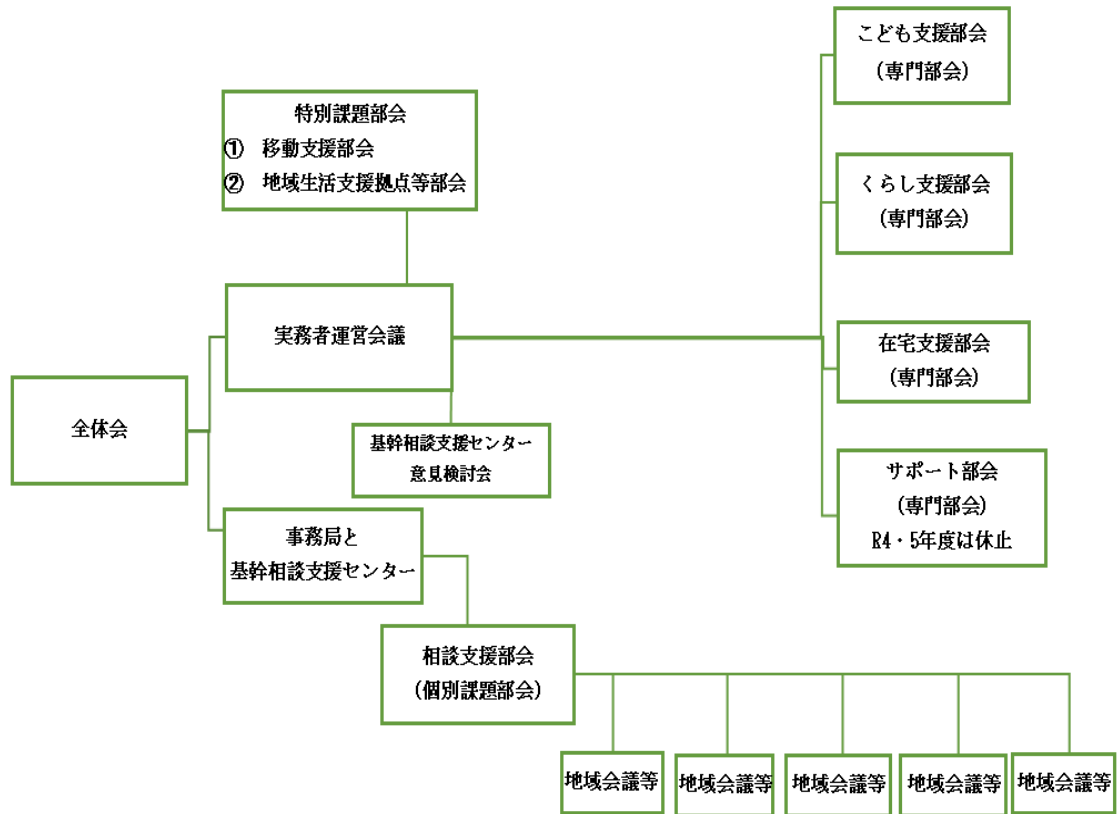 こども支援部会
(専門部会)
特別課題部会
① 移動支援部会
② 地域生活支援拠点等部会
くらし支援部会
(専門部会)
実務者運営会議
在宅支援部会
(専門部会)
全体会
基幹相談支援センター
意見検討会
サポート部会
(専門部会)
R4・5年度は休止
事務局と
基幹相談支援センター
相談支援部会
(個別課題部会)
地域会議等
地域会議等
地域会議等
地域会議等
地域会議等